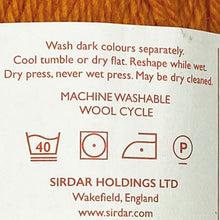 Wash dark colours separately.
Cool tumble or dry flat. Reshape while wet.
Dry press, never wet press. May be dry cleaned.
MACHINE WASHABLE
WOOL CYCLE
40 P
SIRDAR HOLDINGS LTD
Wakefield, England
www.sirdar.com